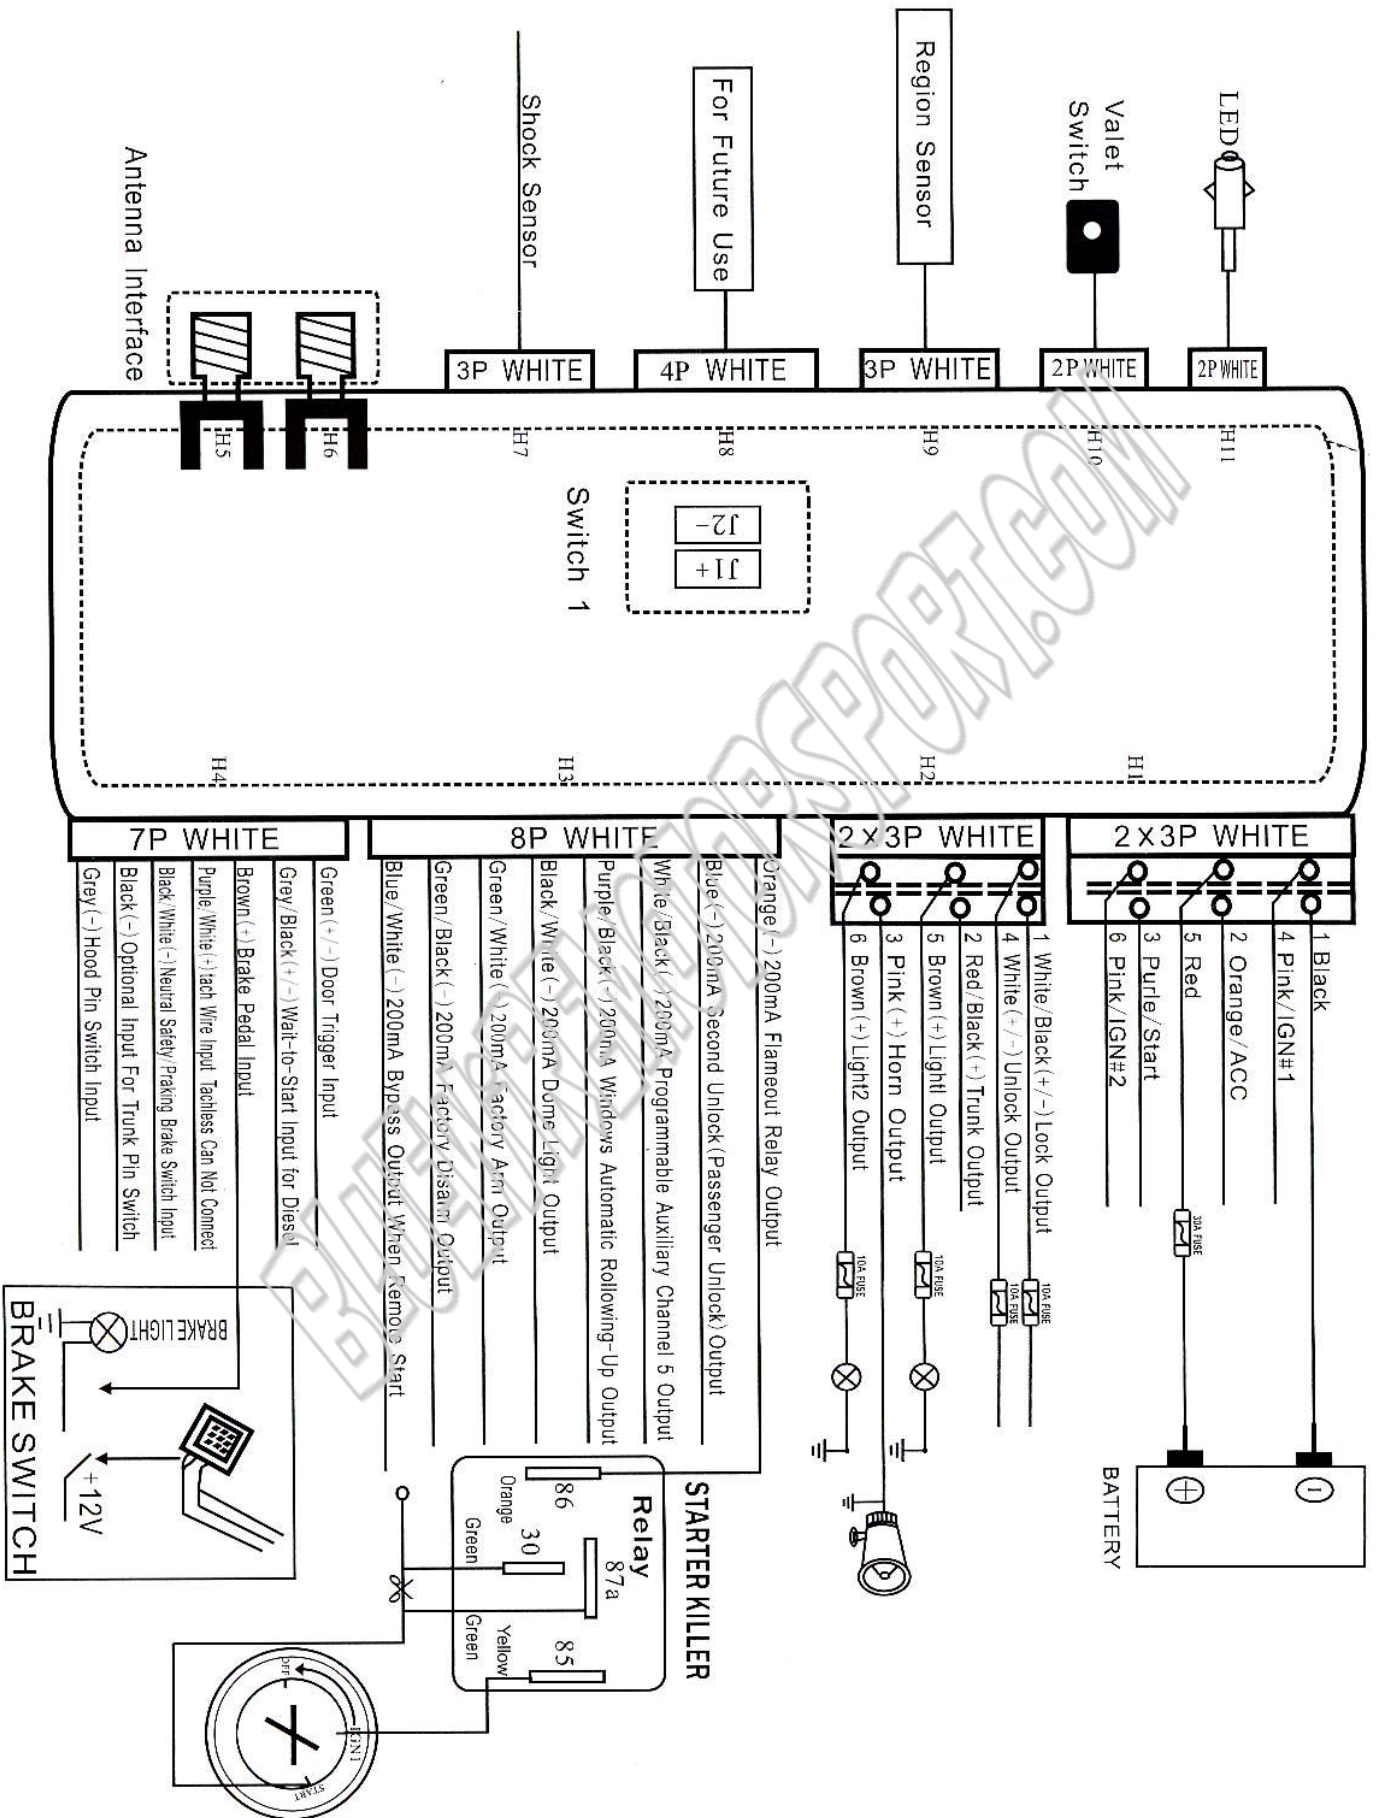 LED
Valet
Switch
Region Sensor
For Future Use
Shock Sensor
Antenna Interface
2P WHITE
2P WHITE
3P WHITE
4P WHITE
3P WHITE
H11
H10
H9
H8
H7
H6
H5
J2-
J1+
Switch 1
H1
H2
H3
H4
2×3P WHITE
2×3P WHITE
8P WHITE
7P WHITE
1 Black
4 Pink/IGN#1
2 Orange/ACC
5 Red
3 Purle/Start
6 Pink/IGN#2
30A FUSE
BATTERY
1 White/Black(+/-)Lock Output
4 White(+/-)Unlock Output
2 Red/Black(+)Trunk Output
5 Brown(+)Light1 Output
3 Pink(+)Horn Output
6 Brown(+)Light2 Output
10A FUSE
10A FUSE
10A FUSE
10A FUSE
Orange(-)200mA Flameout Relay Output
Blue(-)200mA Second Unlock(Passenger Unlock)Output
White/Black(-)200mA Programmable Auxiliary Channel 5 Output
Purple/Black(-)200mA Windows Automatic Rollowing-Up Output
Black/White(-)200mA Dome Light Output
Green/White(-)200mA Factory Arm Output
Green/Black(-)200mA Factory Disarm Output
Blue/White(-)200mA Bypass Output When Remote Start
Green(+/-)Door Trigger Input
Grey/Black(+/-)Wait-to-Start Input for Diesel
Brown(+)Brake Pedal Input
Purple/White(+)tach Wire Input Tachless Can Not Connect
Black/White(-)Neutral Safety/Praking Brake Switch Input
Black(-)Optional Input For Trunk Pin Switch
Grey(-)Hood Pin Switch Input
STARTER KILLER
Relay
86
87a
30
85
Orange
Green
Green
Yellow
OFF
IGN1
START
BRAKE LIGHT
+12V
BRAKE SWITCH
BLUEFIREMOTORSPORT.COM